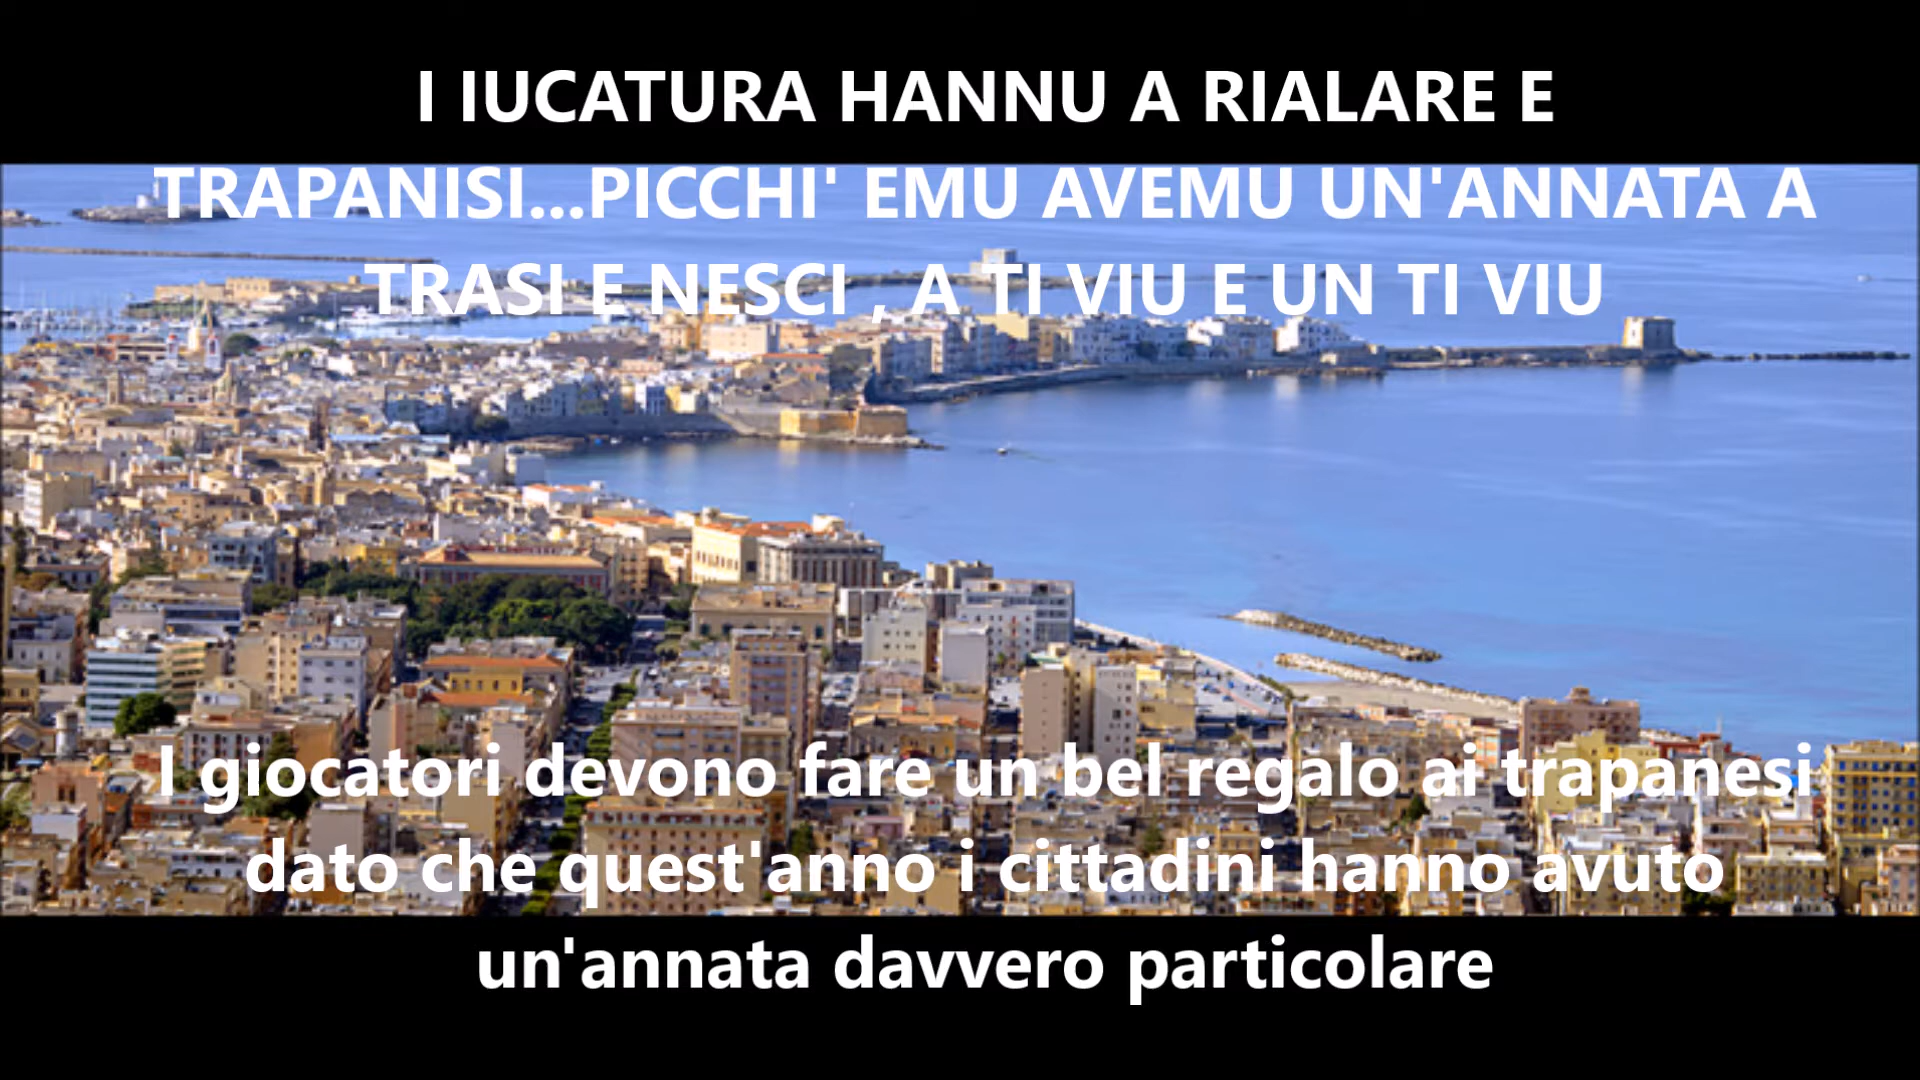 I IUCATURA HANNU A RIALARE E
TRAPANISI...PICCHI' EMU AVEMU UN'ANNATA A
TRASI E NESCI , A TI VIU E UN TI VIU
I giocatori devono fare un bel regalo ai trapanesi
dato che quest'anno i cittadini hanno avuto
un'annata davvero particolare